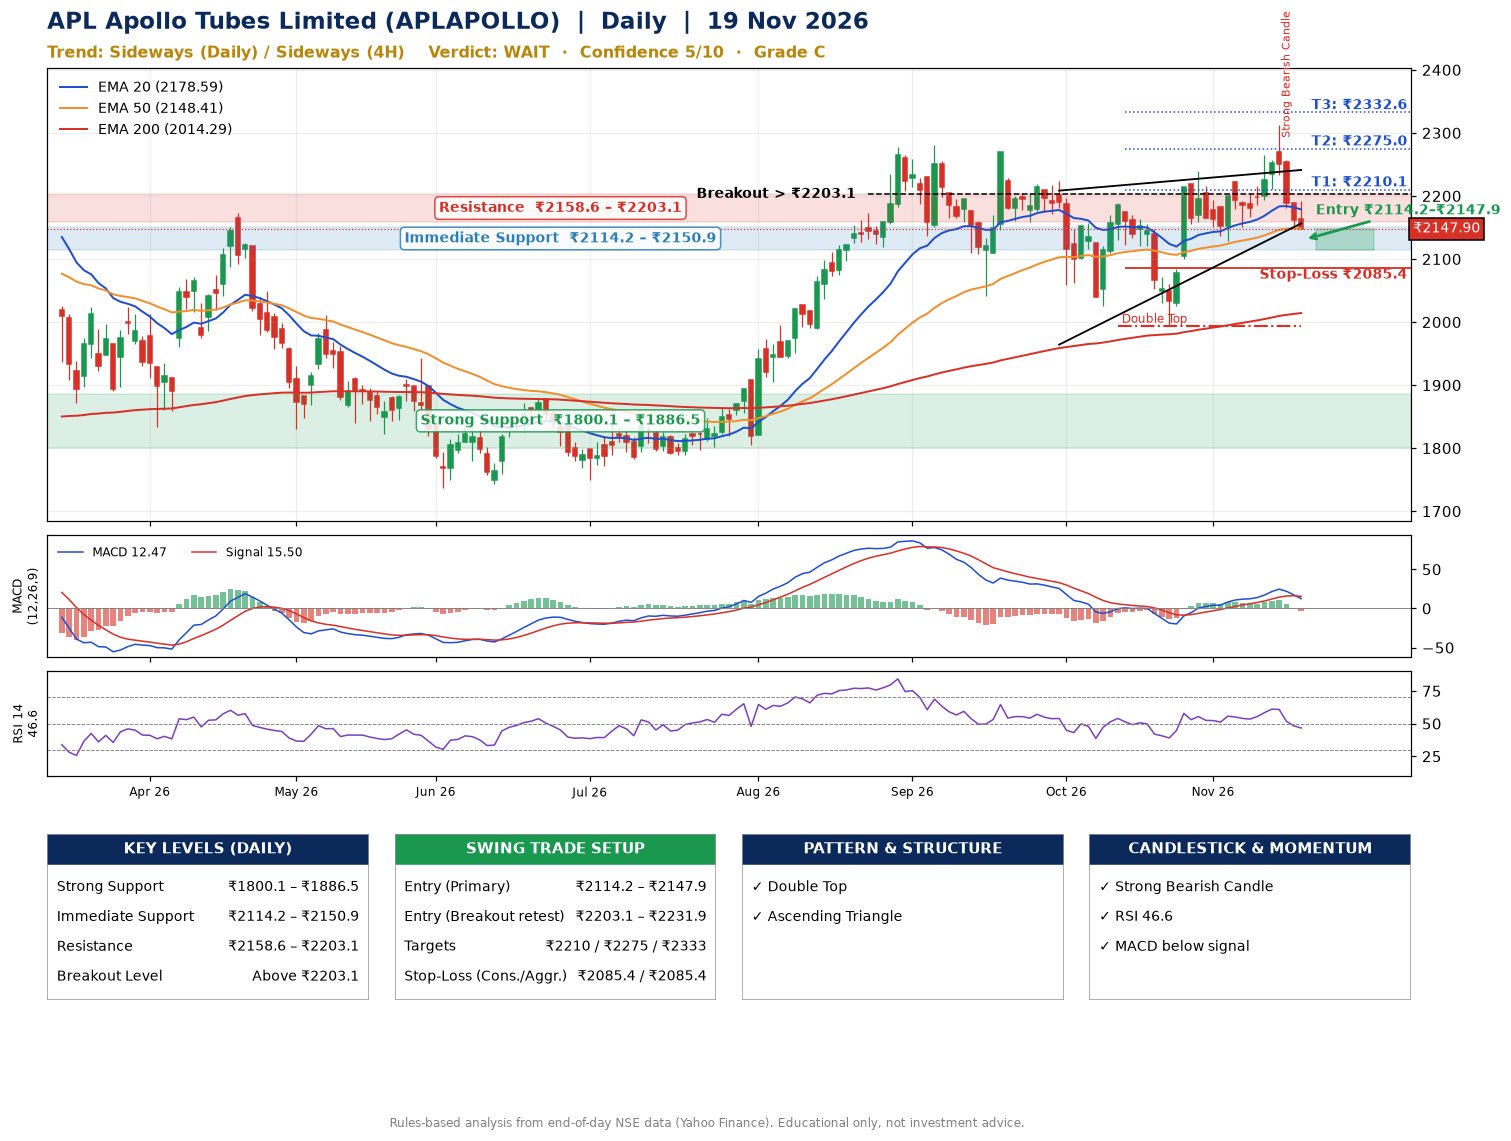 APL Apollo Tubes Limited (APLAPOLLO) | Daily | 19 Nov 2026
Trend: Sideways (Daily) / Sideways (4H) Verdict: WAIT · Confidence 5/10 · Grade C
EMA 20 (2178.59)
EMA 50 (2148.41)
EMA 200 (2014.29)
Strong Bearish Candle
T3: ₹2332.6
T2: ₹2275.0
T1: ₹2210.1
Breakout > ₹2203.1
Resistance ₹2158.6 – ₹2203.1
Entry ₹2114.2–₹2147.9
Immediate Support ₹2114.2 – ₹2150.9
₹2147.90
Stop-Loss ₹2085.4
Double Top
Strong Support ₹1800.1 – ₹1886.5
2400
2300
2200
2100
2000
1900
1800
1700
MACD 12.47
Signal 15.50
MACD
(12,26,9)
50
0
−50
RSI 14
46.6
75
50
25
Apr 26
May 26
Jun 26
Jul 26
Aug 26
Sep 26
Oct 26
Nov 26
KEY LEVELS (DAILY)
Strong Support ₹1800.1 – ₹1886.5
Immediate Support ₹2114.2 – ₹2150.9
Resistance ₹2158.6 – ₹2203.1
Breakout Level Above ₹2203.1
SWING TRADE SETUP
Entry (Primary) ₹2114.2 – ₹2147.9
Entry (Breakout retest) ₹2203.1 – ₹2231.9
Targets ₹2210 / ₹2275 / ₹2333
Stop-Loss (Cons./Aggr.) ₹2085.4 / ₹2085.4
PATTERN & STRUCTURE
✓ Double Top
✓ Ascending Triangle
CANDLESTICK & MOMENTUM
✓ Strong Bearish Candle
✓ RSI 46.6
✓ MACD below signal
Rules-based analysis from end-of-day NSE data (Yahoo Finance). Educational only, not investment advice.